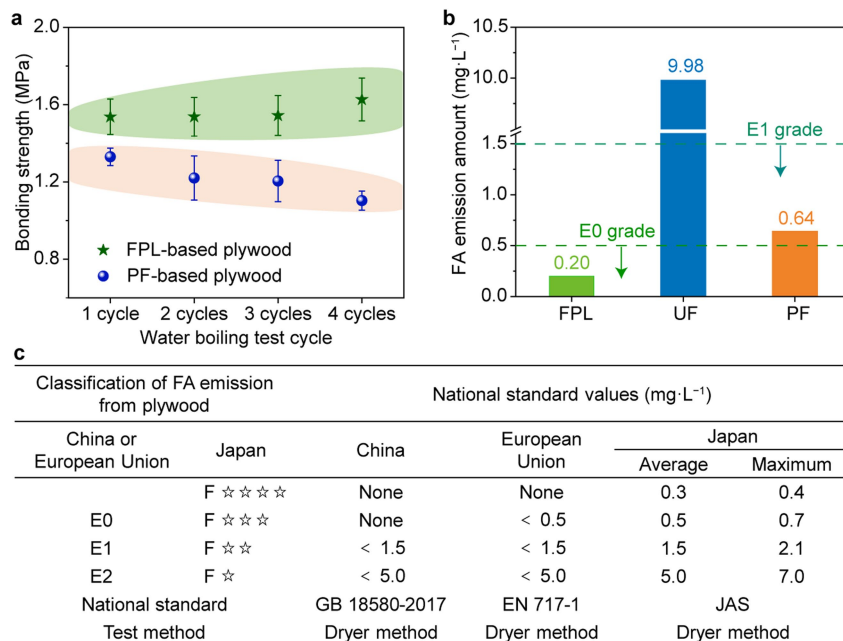 a
Bonding strength (MPa)
2.0
1.6
1.2
0.8
FPL-based plywood
PF-based plywood
1 cycle 2 cycles 3 cycles 4 cycles
Water boiling test cycle
b
FA emission amount (mg·L⁻¹)
10.5
10.0
1.5
1.0
0.5
0.0
9.98
E1 grade
0.64
E0 grade
0.20
FPL UF PF
c
Classification of FA emission
from plywood
National standard values (mg·L⁻¹)
China or
European Union
Japan
China
European
Union
Japan
Average Maximum
F ☆☆☆☆ None None 0.3 0.4
E0 F ☆☆☆ None < 0.5 0.5 0.7
E1 F ☆☆ < 1.5 < 1.5 1.5 2.1
E2 F ☆ < 5.0 < 5.0 5.0 7.0
National standard GB 18580-2017 EN 717-1 JAS
Test method Dryer method Dryer method Dryer method